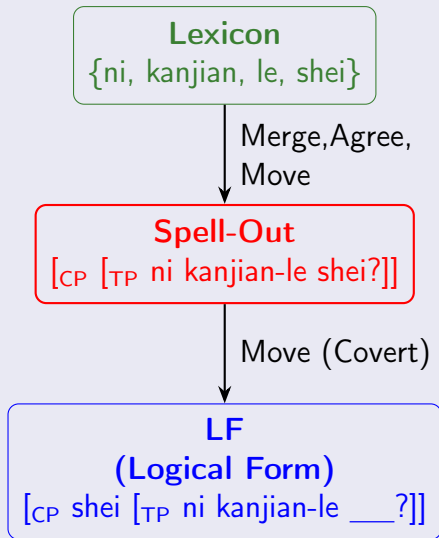 Lexicon
{ni, kanjian, le, shei}
Merge,Agree,
Move
Spell-Out
[CP [TP ni kanjian-le shei?]]
Move (Covert)
LF
(Logical Form)
[CP shei [TP ni kanjian-le ___?]]